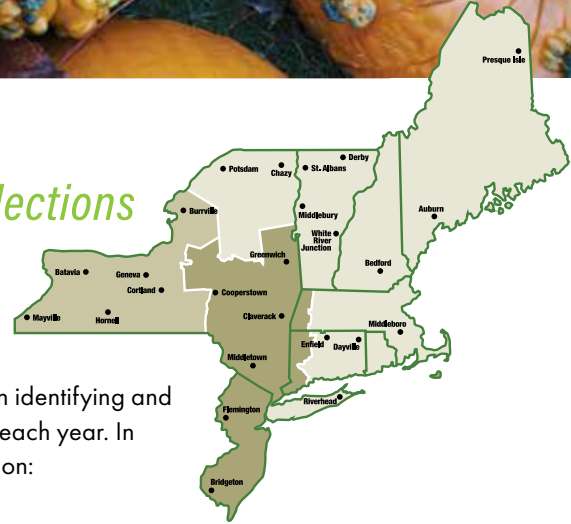 lections
n identifying and
each year. In
on:
Presque Isle
Potsdam
Chazy
St. Albans
Derby
Burrville
Middlebury
White
River
Junction
Auburn
Greenwich
Bedford
Batavia
Geneva
Cortland
Cooperstown
Mayville
Hornell
Claverack
Middleboro
Enfield
Dayville
Middletown
Riverhead
Flemington
Bridgeton